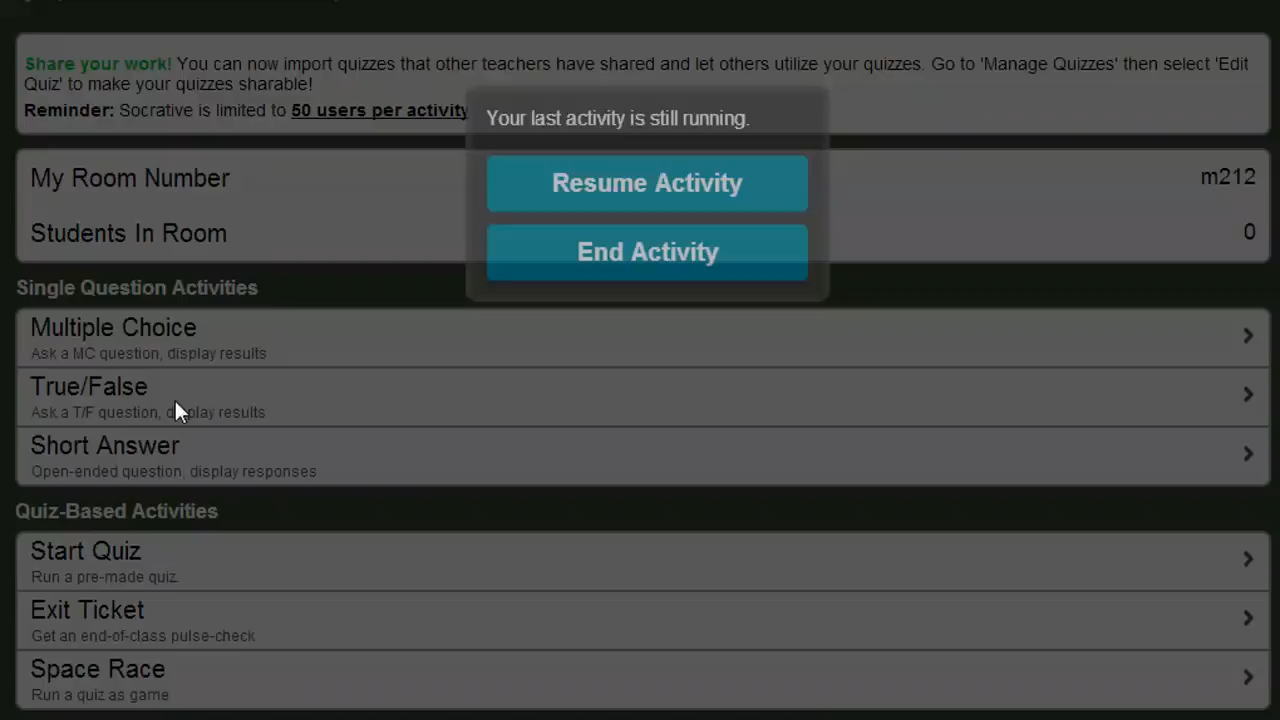 Share your work! You can now import quizzes that other teachers have shared and let others utilize your quizzes. Go to 'Manage Quizzes' then select 'Edit
Quiz' to make your quizzes sharable!
Reminder: Socrative is limited to 50 users per activity
Your last activity is still running.
Resume Activity
End Activity
My Room Number m212
Students In Room 0
Single Question Activities
Multiple Choice
Ask a MC question, display results
True/False
Ask a T/F question, display results
Short Answer
Open-ended question, display responses
Quiz-Based Activities
Start Quiz
Run a pre-made quiz.
Exit Ticket
Get an end-of-class pulse-check
Space Race
Run a quiz as game